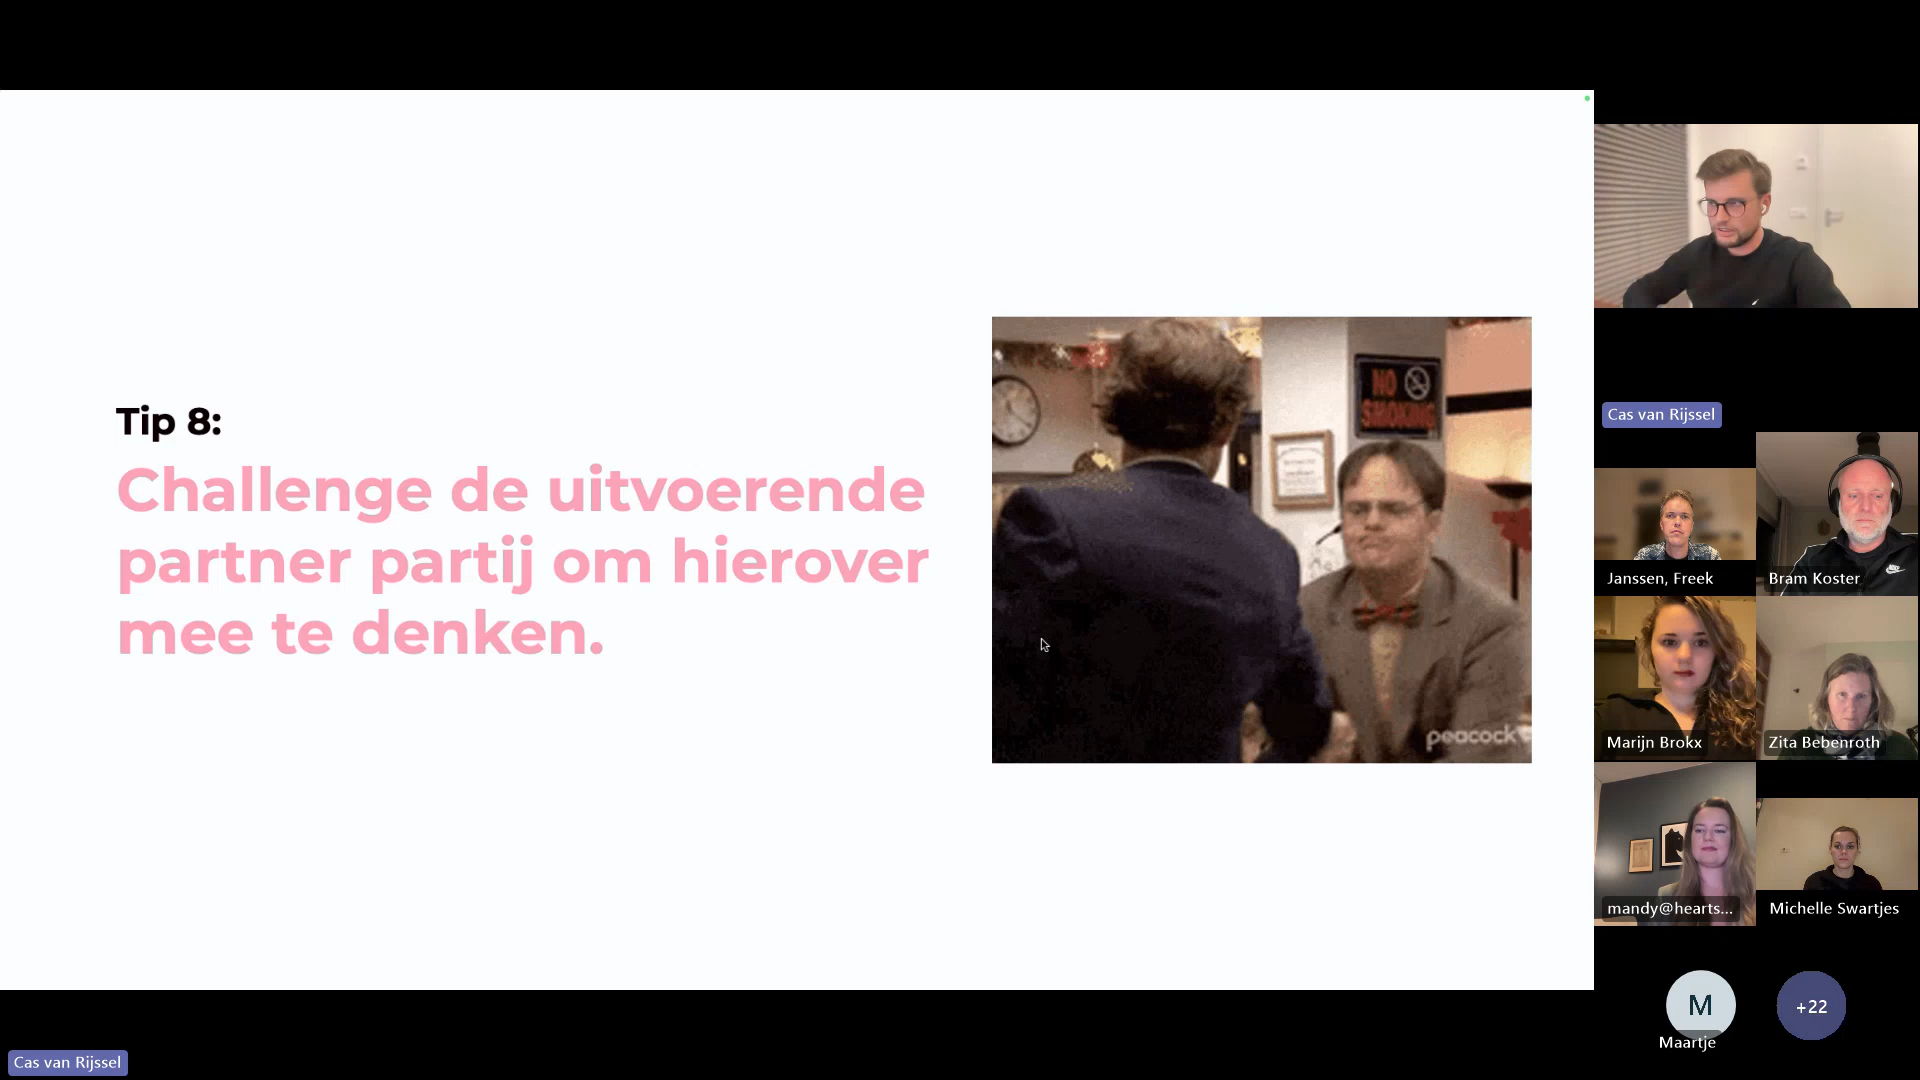 Tip 8:
Challenge de uitvoerende
partner partij om hierover
mee te denken.
NO
SMOKING
peacock
Cas van Rijssel
Janssen, Freek
Bram Koster
Marijn Brokx
Zita Bebenroth
mandy@hearts...
Michelle Swartjes
M
Maartje
+22
Cas van Rijssel